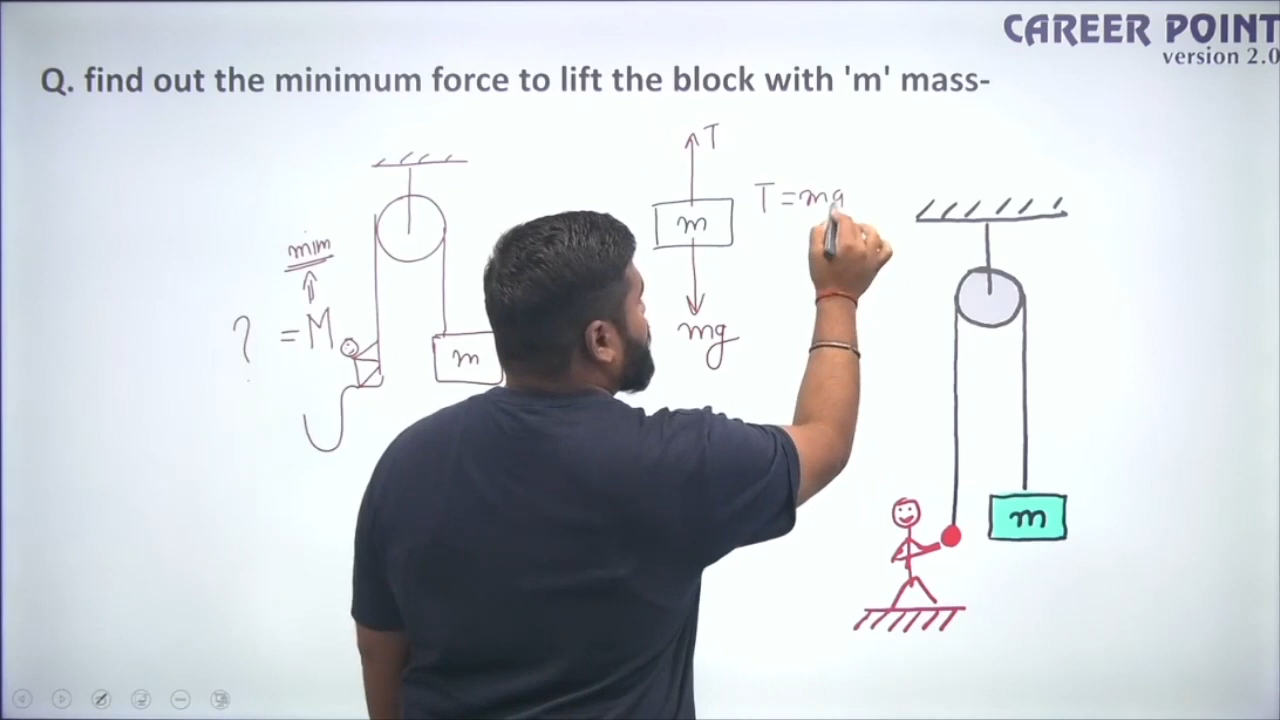 CAREER POINT
version 2.0
Q. find out the minimum force to lift the block with 'm' mass-
T
m
T = mg
mg
min
? = M
m
m